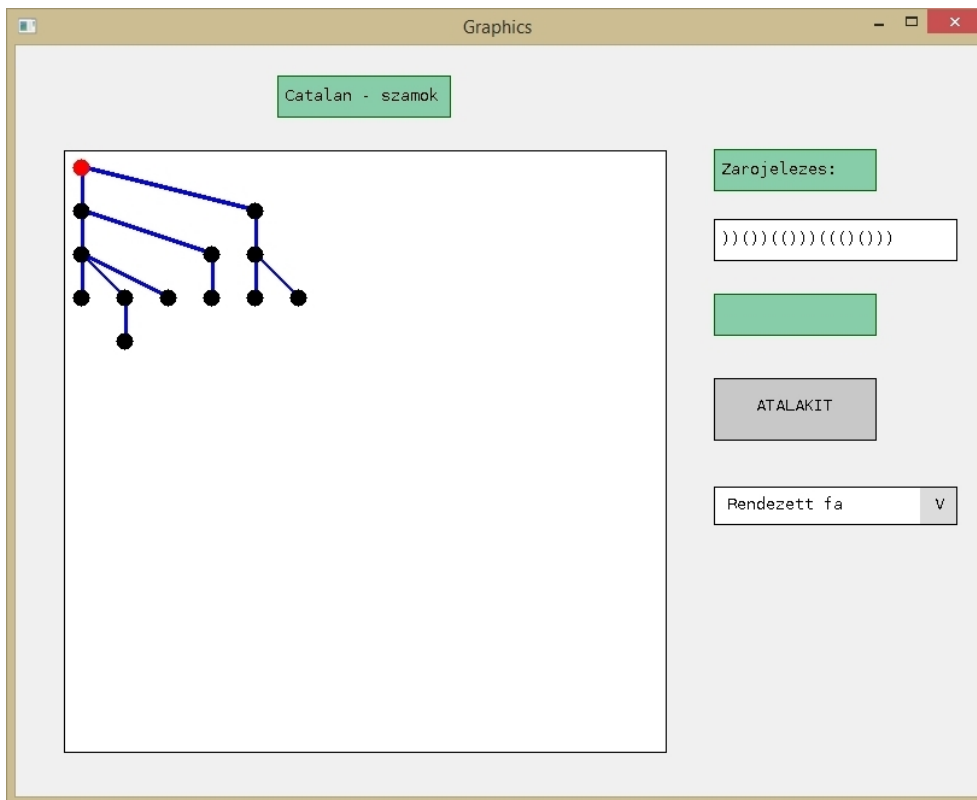 Graphics
Catalan - szamok
Zarojelezes:
))())(()))((()()))
ATALAKIT
Rendezett fa V